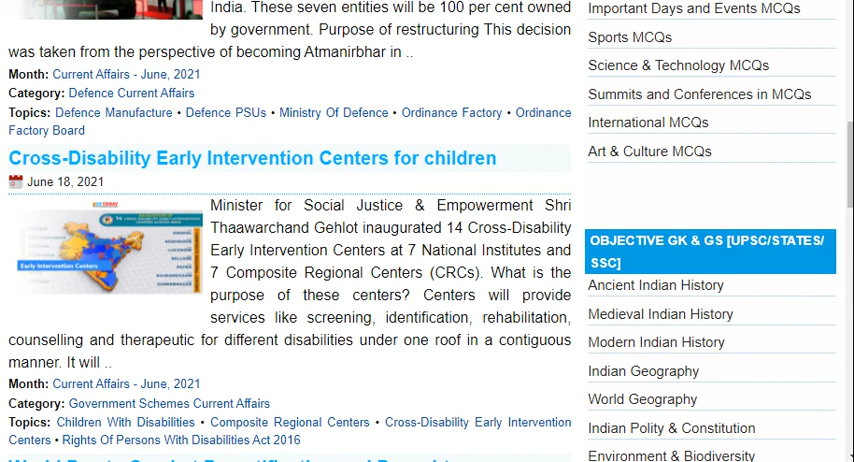 India. These seven entities will be 100 per cent owned
by government. Purpose of restructuring This decision
was taken from the perspective of becoming Atmanirbhar in ..
Month: Current Affairs - June, 2021
Category: Defence Current Affairs
Topics: Defence Manufacture • Defence PSUs • Ministry Of Defence • Ordinance Factory • Ordinance
Factory Board
Cross-Disability Early Intervention Centers for children
June 18, 2021
Minister for Social Justice & Empowerment Shri
Thaawarchand Gehlot inaugurated 14 Cross-Disability
Early Intervention Centers at 7 National Institutes and
7 Composite Regional Centers (CRCs). What is the
purpose of these centers? Centers will provide
services like screening, identification, rehabilitation,
Early Intervention Centers
counselling and therapeutic for different disabilities under one roof in a contiguous
manner. It will ..
Month: Current Affairs - June, 2021
Category: Government Schemes Current Affairs
Topics: Children With Disabilities • Composite Regional Centers • Cross-Disability Early Intervention
Centers • Rights Of Persons With Disabilities Act 2016
Important Days and Events MCQs
Sports MCQs
Science & Technology MCQs
Summits and Conferences in MCQs
International MCQs
Art & Culture MCQs
OBJECTIVE GK & GS [UPSC/STATES/
SSC]
Ancient Indian History
Medieval Indian History
Modern Indian History
Indian Geography
World Geography
Indian Polity & Constitution
Environment & Biodiversity